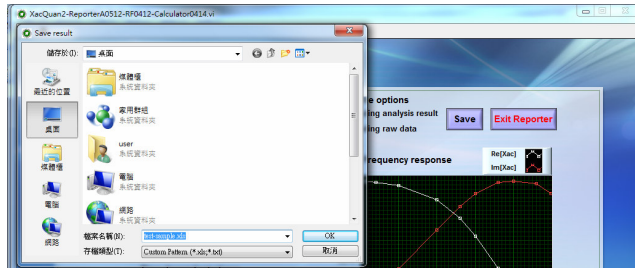 XacQuan2-ReporterA0512-RF0412-Calculator0414.vi
Save result
儲存於(I):
桌面
最近的位置
桌面
媒體櫃
電腦
網路
媒體櫃
系統資料夾
家用群組
系統資料夾
user
系統資料夾
電腦
系統資料夾
網路
系統資料夾
檔案名稱(N):
test-sample.xls
OK
存檔類型(T):
Custom Pattern (*.xls;*.txt)
取消
e options
ing analysis result
ing raw data
Save
Exit Reporter
requency response
Re[Xac]
Im[Xac]